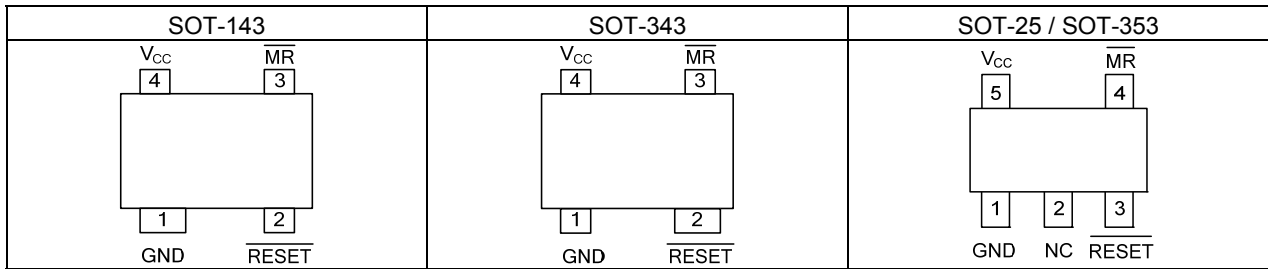 SOT-143 SOT-343 SOT-25 / SOT-353
VCC MR VCC MR VCC MR
4 3 4 3 5 4
1 2 1 2 1 2 3
GND RESET GND RESET GND NC RESET